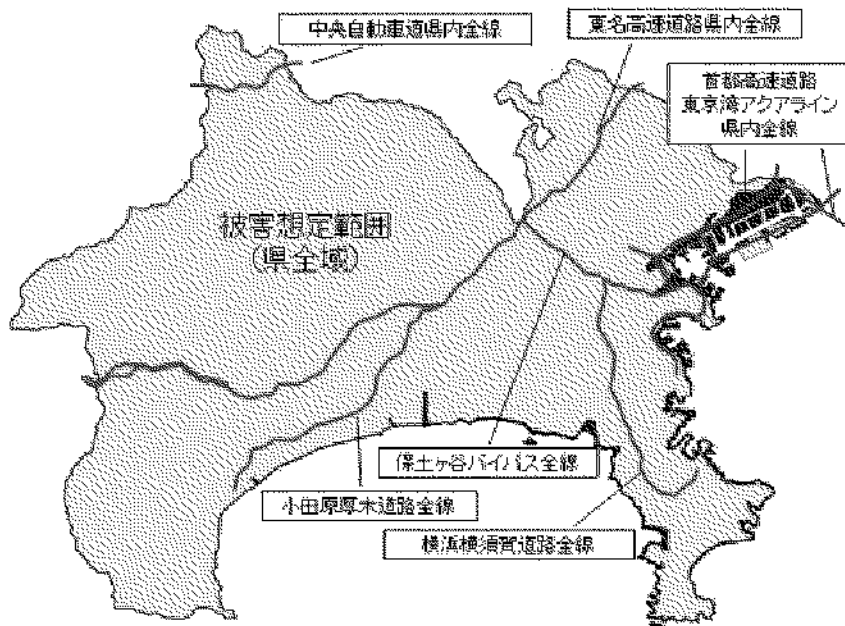 中央自動車道県内全線
東名高速道路県内全線
首都高速道路
東京湾アクアライン
県内全線
被害想定範囲
(県全域)
保土ヶ谷バイパス全線
小田原厚木道路全線
横浜横須賀道路全線